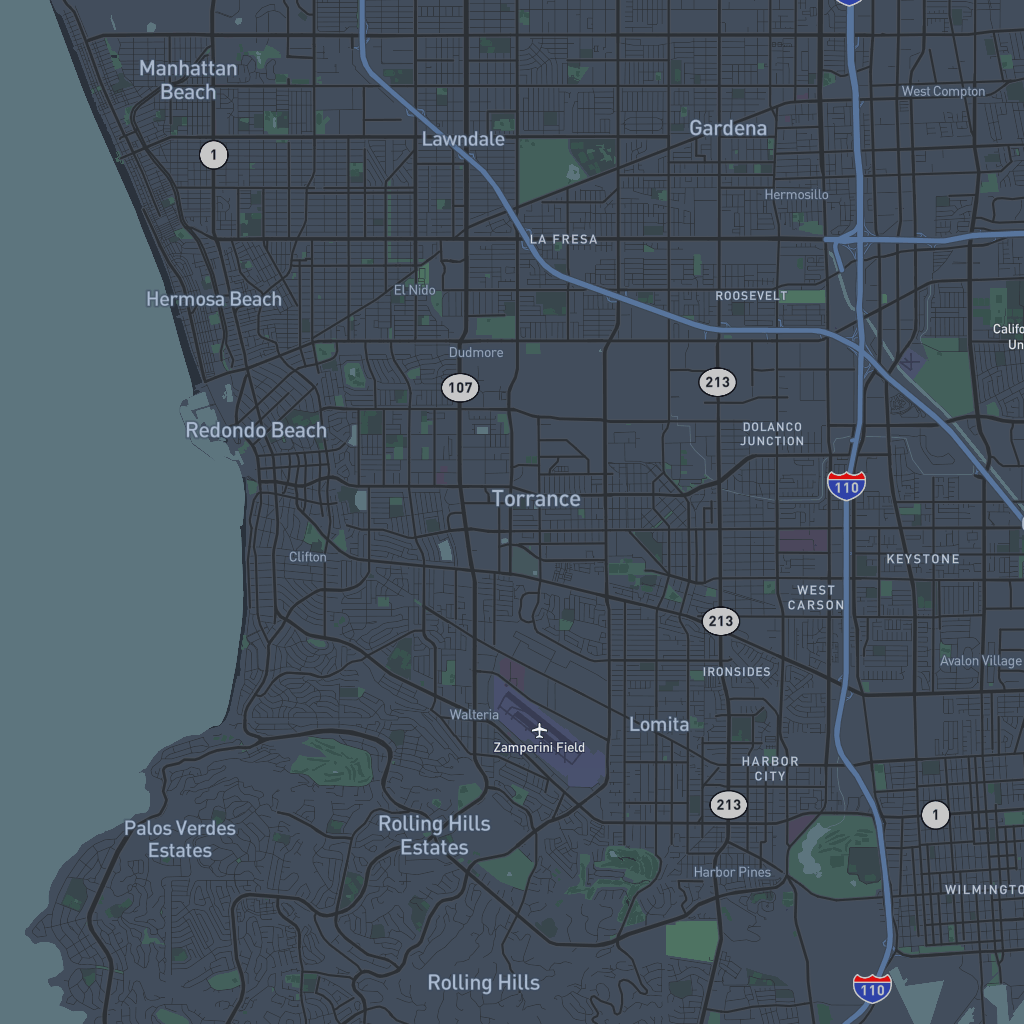 Manhattan
Beach
West Compton
Gardena
Lawndale
1
Hermosillo
LA FRESA
El Nido
ROOSEVELT
Hermosa Beach
Califo
Un
Dudmore
107
213
Redondo Beach
DOLANCO
JUNCTION
110
Torrance
Clifton
KEYSTONE
WEST
CARSON
213
Avalon Village
IRONSIDES
Walteria
Lomita
Zamperini Field
HARBOR
CITY
213
1
Palos Verdes
Estates
Rolling Hills
Estates
Harbor Pines
WILMINGTO
Rolling Hills
110